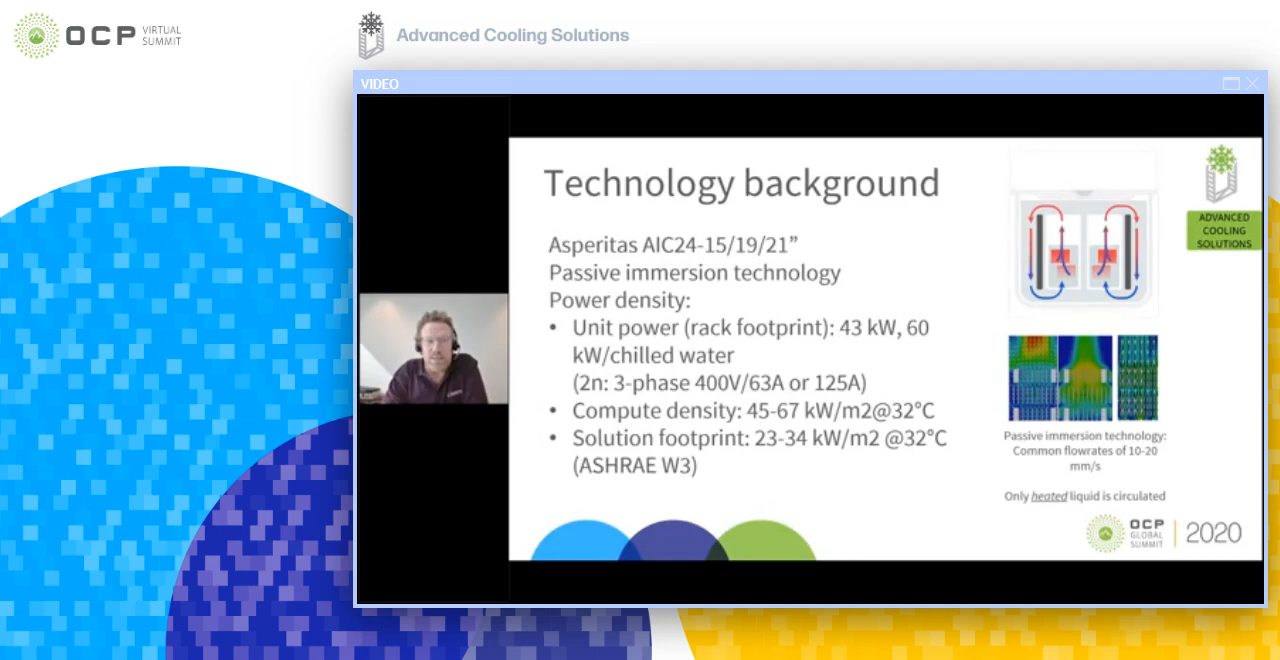 OCP VIRTUAL
SUMMIT
Advanced Cooling Solutions
VIDEO
Technology background
Asperitas AIC24-15/19/21”
Passive immersion technology
Power density:
• Unit power (rack footprint): 43 kW, 60
kW/chilled water
(2n: 3-phase 400V/63A or 125A)
• Compute density: 45-67 kW/m2@32°C
• Solution footprint: 23-34 kW/m2 @32°C
(ASHRAE W3)
ADVANCED
COOLING
SOLUTIONS
Passive immersion technology:
Common flowrates of 10-20
mm/s
Only heated liquid is circulated
OCP
GLOBAL
SUMMIT
2020